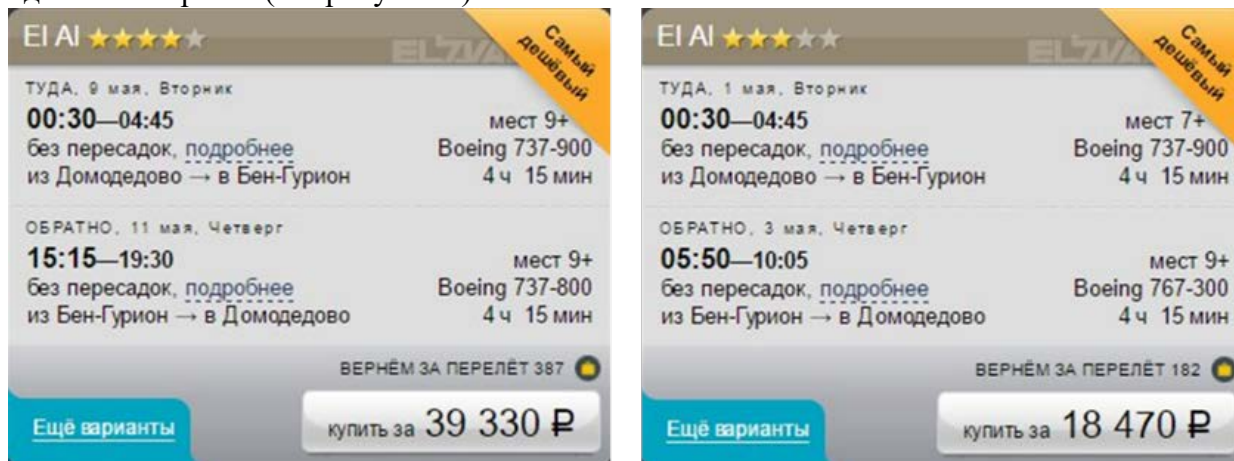 El Al
EL
Самый дешёвый
ТУДА, 9 мая, Вторник
00:30—04:45
мест 9+
без пересадок, подробнее
Boeing 737-900
из Домодедово → в Бен-Гурион
4 ч 15 мин
ОБРАТНО, 11 мая, Четверг
15:15—19:30
мест 9+
без пересадок, подробнее
Boeing 737-800
из Бен-Гурион → в Домодедово
4 ч 15 мин
ВЕРНЁМ ЗА ПЕРЕЛЁТ 387
Ещё варианты
купить за 39 330 ₽
El Al
EL
Самый дешёвый
ТУДА, 1 мая, Вторник
00:30—04:45
мест 7+
без пересадок, подробнее
Boeing 737-900
из Домодедово → в Бен-Гурион
4 ч 15 мин
ОБРАТНО, 3 мая, Четверг
05:50—10:05
мест 9+
без пересадок, подробнее
Boeing 767-300
из Бен-Гурион → в Домодедово
4 ч 15 мин
ВЕРНЁМ ЗА ПЕРЕЛЁТ 182
Ещё варианты
купить за 18 470 ₽